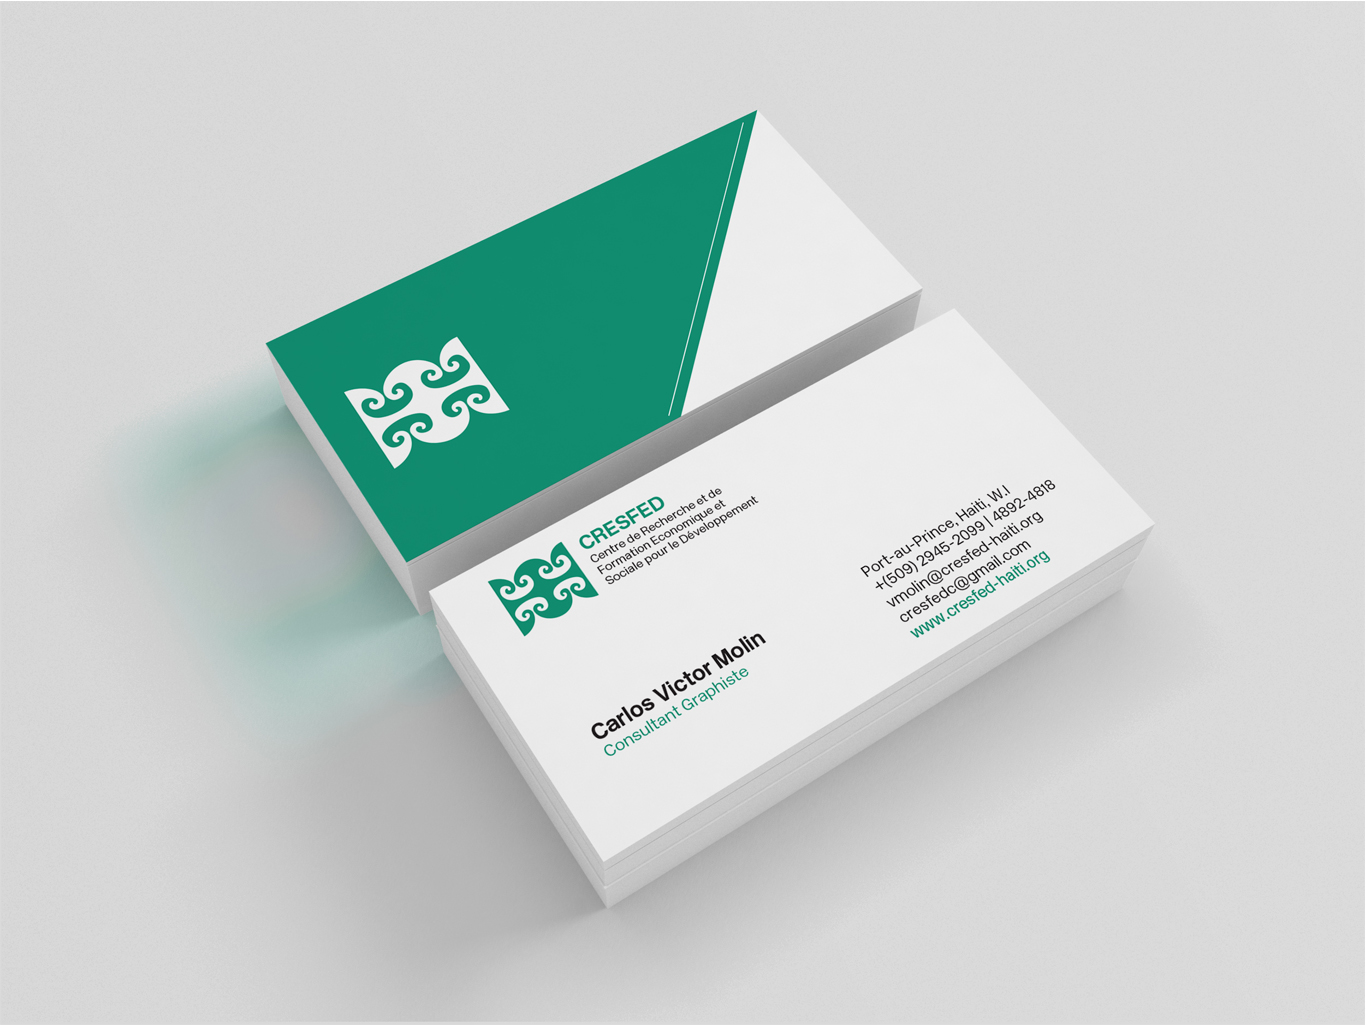 CRESFED
Centre de Recherche et de
Formation Economique et
Sociale pour le Développement
Carlos Victor Molin
Consultant Graphiste
Port-au-Prince, Haiti, W.I
+(509) 2945-2099 | 4892-4818
vmolin@cresfed-haiti.org
cresfedc@gmail.com
www.cresfed-haiti.org